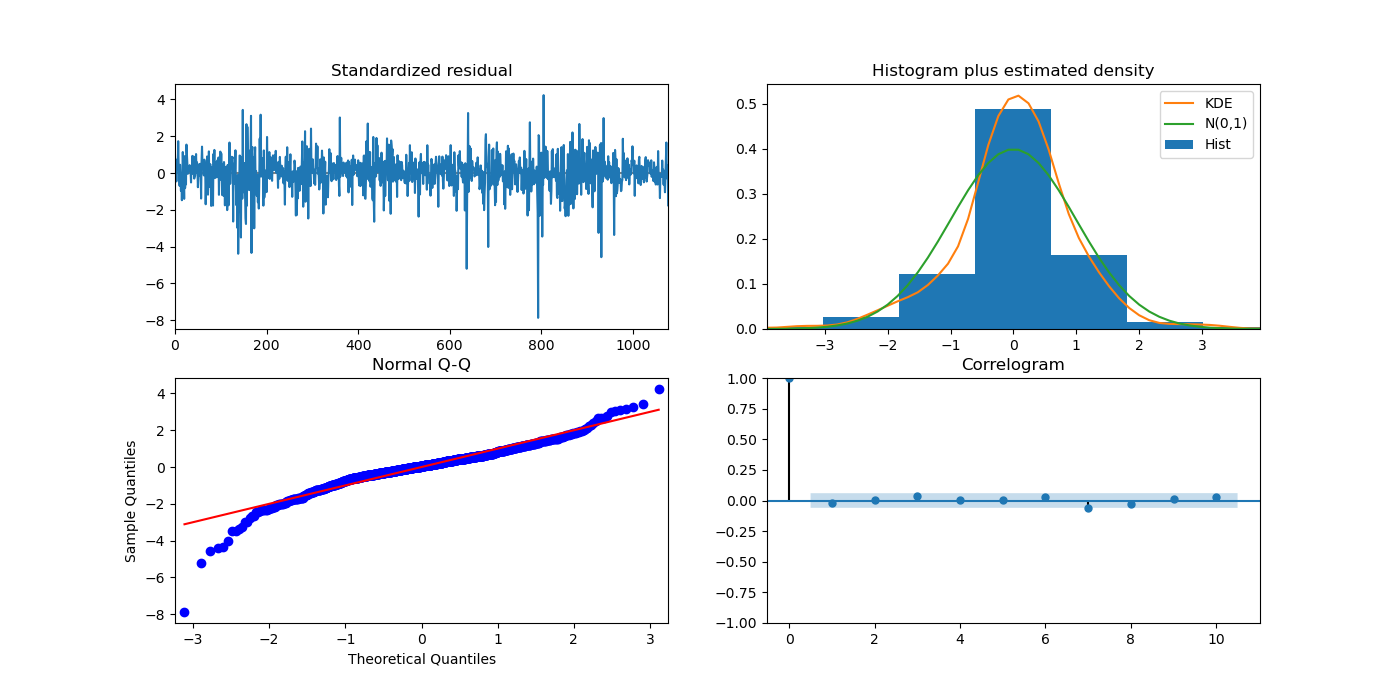 Standardized residual
4
2
0
−2
−4
−6
−8
0 200 400 600 800 1000
Histogram plus estimated density
0.5
0.4
0.3
0.2
0.1
0.0
−3 −2 −1 0 1 2 3
KDE
N(0,1)
Hist
Normal Q-Q
Sample Quantiles
4
2
0
−2
−4
−6
−8
−3 −2 −1 0 1 2 3
Theoretical Quantiles
Correlogram
1.00
0.75
0.50
0.25
0.00
−0.25
−0.50
−0.75
−1.00
0 2 4 6 8 10